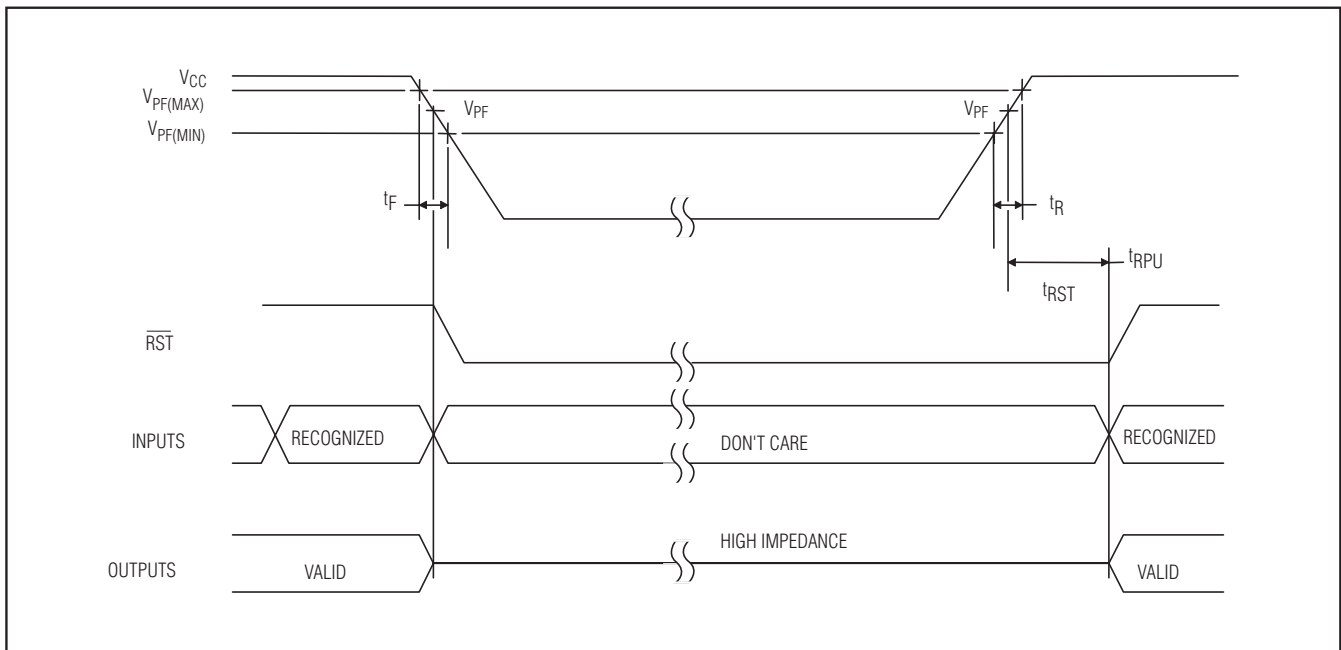 VCC
VPF(MAX)
VPF VPF
VPF(MIN)
tF tR
tRPU
tRST
RST
INPUTS RECOGNIZED DON'T CARE RECOGNIZED
HIGH IMPEDANCE
OUTPUTS VALID VALID